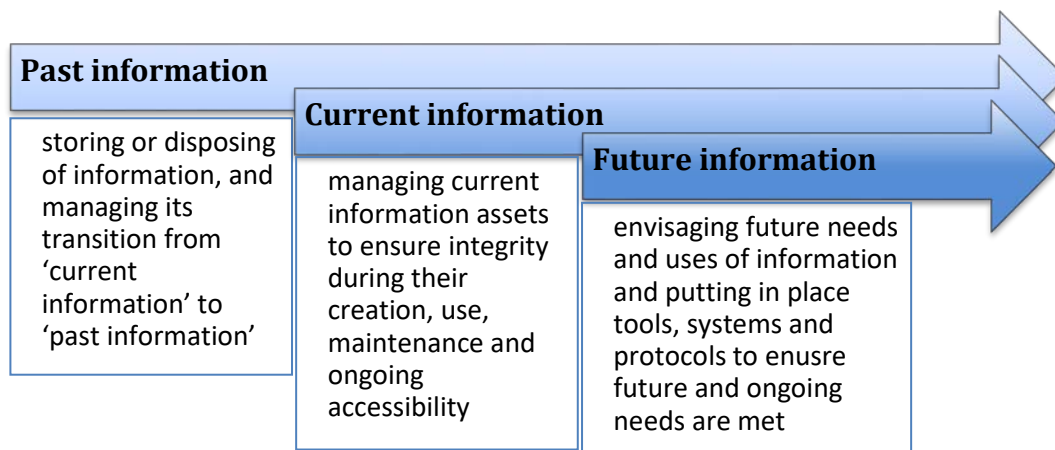 Past information
storing or disposing
of information, and
managing its
transition from
‘current
information’ to
‘past information’
Current information
managing current
information assets
to ensure integrity
during their
creation, use,
maintenance and
ongoing
accessibility
Future information
envisaging future needs
and uses of information
and putting in place
tools, systems and
protocols to enusre
future and ongoing
needs are met